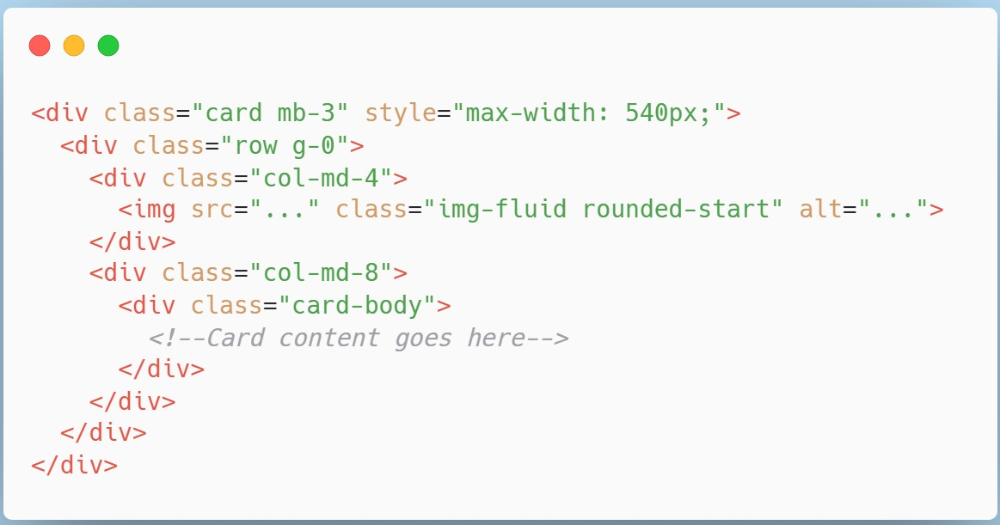 <div class="card mb-3" style="max-width: 540px;">
  <div class="row g-0">
    <div class="col-md-4">
      <img src="..." class="img-fluid rounded-start" alt="...">
    </div>
    <div class="col-md-8">
      <div class="card-body">
        <!--Card content goes here-->
      </div>
    </div>
  </div>
</div>